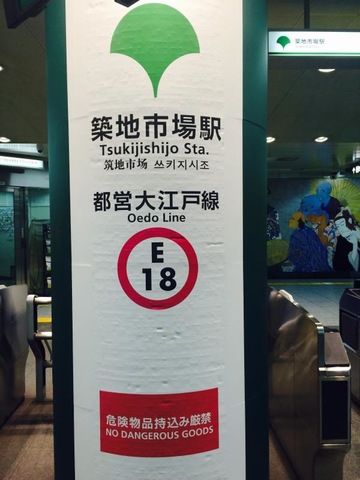 築地市場駅
Tsukijishijo Sta.
筑地市场 쓰키지시조
都営大江戸線
Oedo Line
E
18
危険物品持込み厳禁
NO DANGEROUS GOODS
築地市場駅